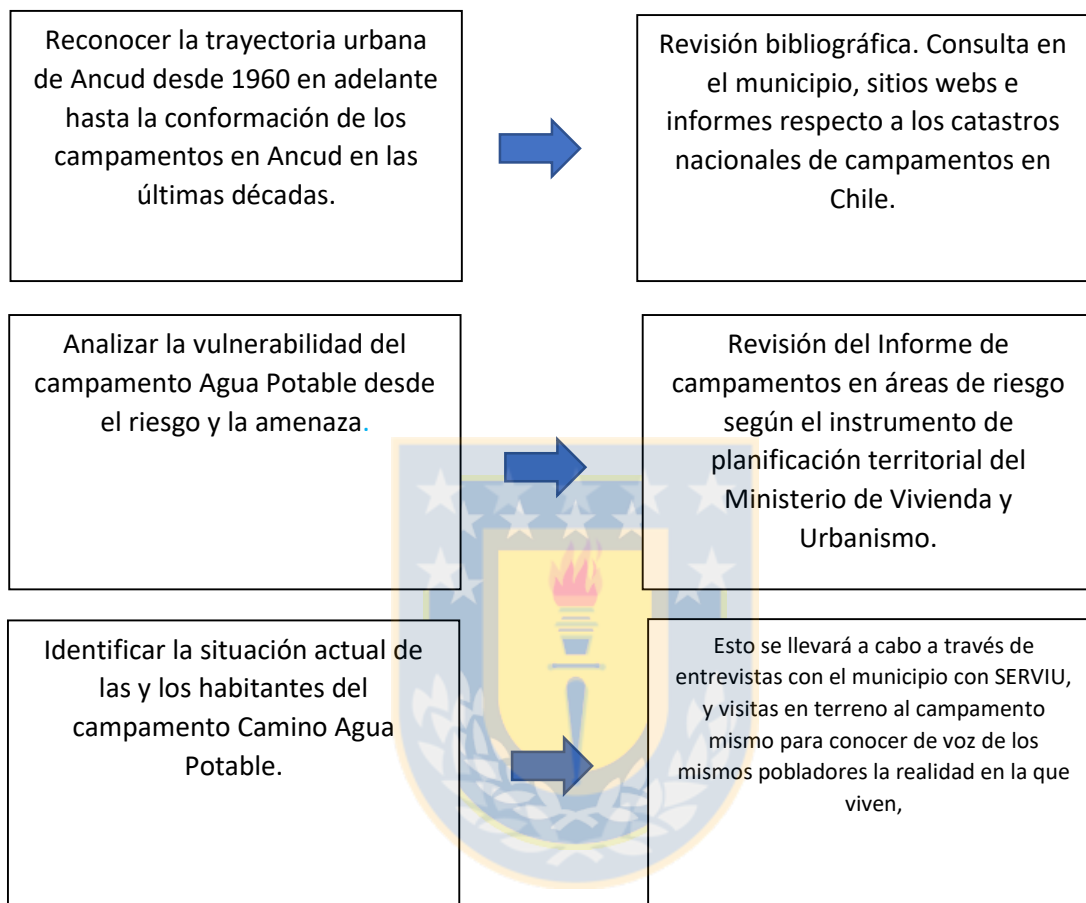 Reconocer la trayectoria urbana
de Ancud desde 1960 en adelante
hasta la conformación de los
campamentos en Ancud en las
últimas décadas.
Revisión bibliográfica. Consulta en
el municipio, sitios webs e
informes respecto a los catastros
nacionales de campamentos en
Chile.
Analizar la vulnerabilidad del
campamento Agua Potable desde
el riesgo y la amenaza.
Revisión del Informe de
campamentos en áreas de riesgo
según el instrumento de
planificación territorial del
Ministerio de Vivienda y
Urbanismo.
Identificar la situación actual de
las y los habitantes del
campamento Camino Agua
Potable.
Esto se llevará a cabo a través de
entrevistas con el municipio con SERVIU,
y visitas en terreno al campamento
mismo para conocer de voz de los
mismos pobladores la realidad en la que
viven,